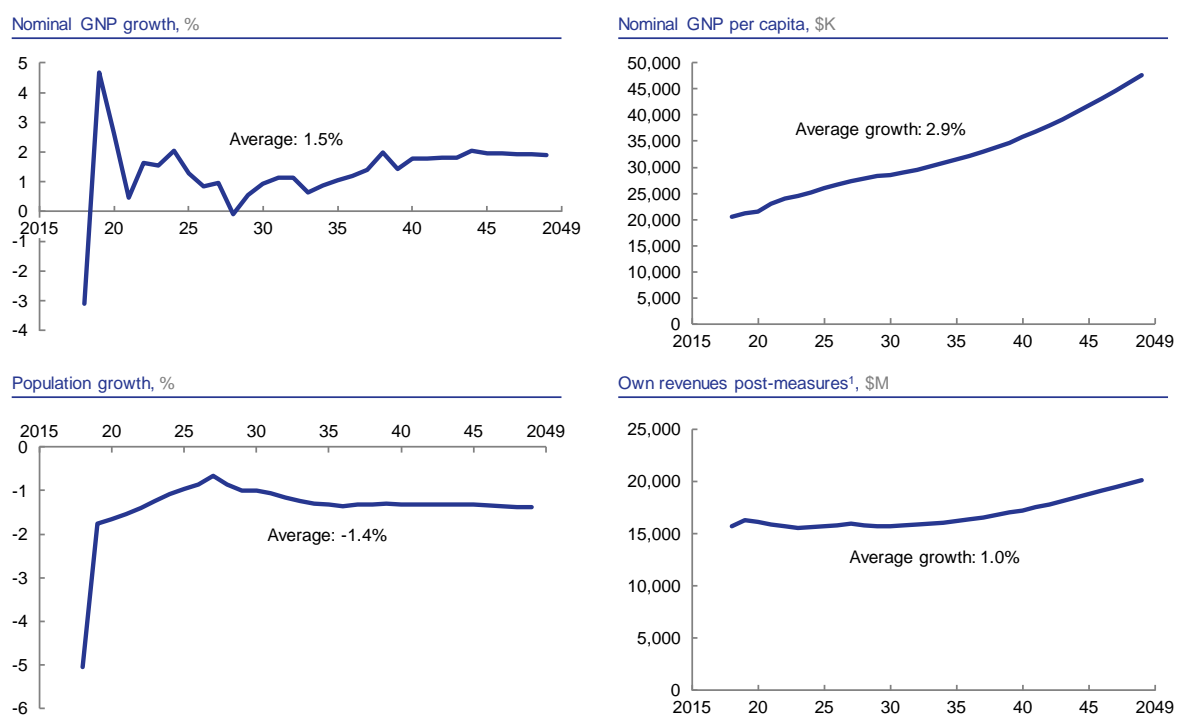 Nominal GNP growth, %
5
4
3
2
1
0
-1
-2
-3
-4
Average: 1.5%
2015 20 25 30 35 40 45 2049
Nominal GNP per capita, $K
50,000
45,000
40,000
35,000
30,000
25,000
20,000
15,000
10,000
5,000
0
Average growth: 2.9%
2015 20 25 30 35 40 45 2049
Population growth, %
2015 20 25 30 35 40 45 2049
0
-1
-2
-3
-4
-5
-6
Average: -1.4%
Own revenues post-measures¹, $M
25,000
20,000
15,000
10,000
5,000
0
Average growth: 1.0%
2015 20 25 30 35 40 45 2049